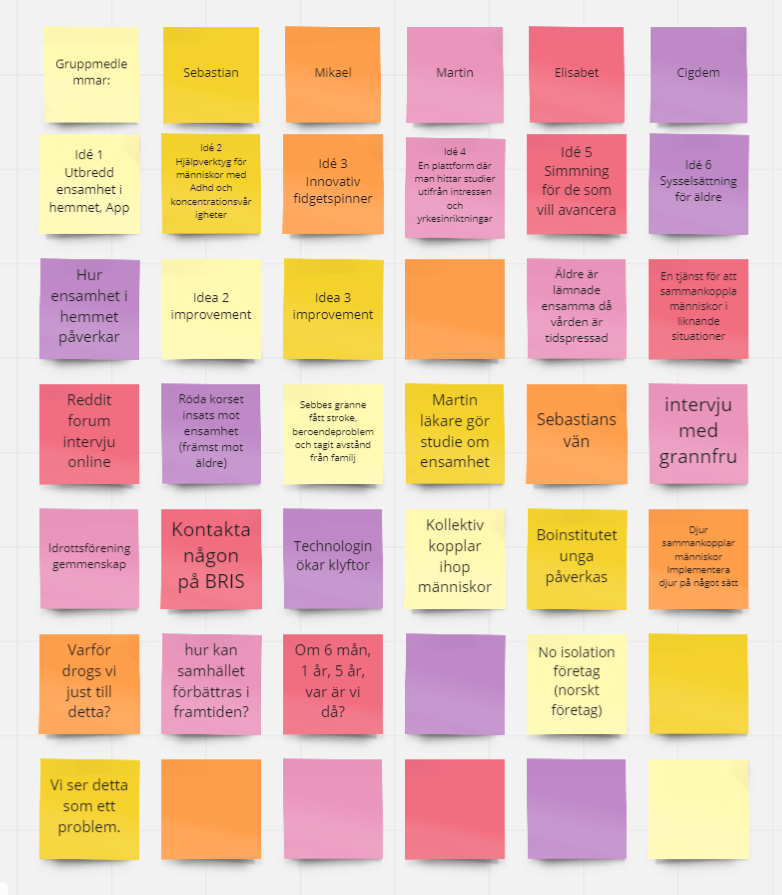 Gruppmedle
mmar:
Sebastian
Mikael
Martin
Elisabet
Cigdem
Idé 1
Utbredd
ensamhet i
hemmet, App
Idé 2
Hjälpverktyg för
människor med
Adhd och
koncentrationsvår
igheter
Idé 3
Innovativ
fidgetspinner
Idé 4
En plattform där
man hittar studier
utifrån intressen
och
yrkesinriktningar
Idé 5
Simmning
för de som
vill avancera
Idé 6
Sysselsättning
för äldre
Hur
ensamhet i
hemmet
påverkar
Idea 2
improvement
Idea 3
improvement
Äldre är
lämnade
ensamma då
vården är
tidspressad
En tjänst för att
sammankoppla
människor i
liknande
situationer
Reddit
forum
intervju
online
Röda korset
insats mot
ensamhet
(främst mot
äldre)
Sebbes granne
fått stroke,
beroendeproblem
och tagit avstånd
från familj
Martin
läkare gör
studie om
ensamhet
Sebastians
vän
intervju
med
grannfru
Idrottsförening
gemmenskap
Kontakta
någon
på BRIS
Technologin
ökar klyftor
Kollektiv
kopplar
ihop
människor
Boinstitutet
unga
påverkas
Djur
sammankopplar
människor
Implementera
djur på något sätt
Varför
drogs vi
just till
detta?
hur kan
samhället
förbättras i
framtiden?
Om 6 mån,
1 år, 5 år,
var är vi
då?
No isolation
företag
(norskt
företag)
Vi ser detta
som ett
problem.